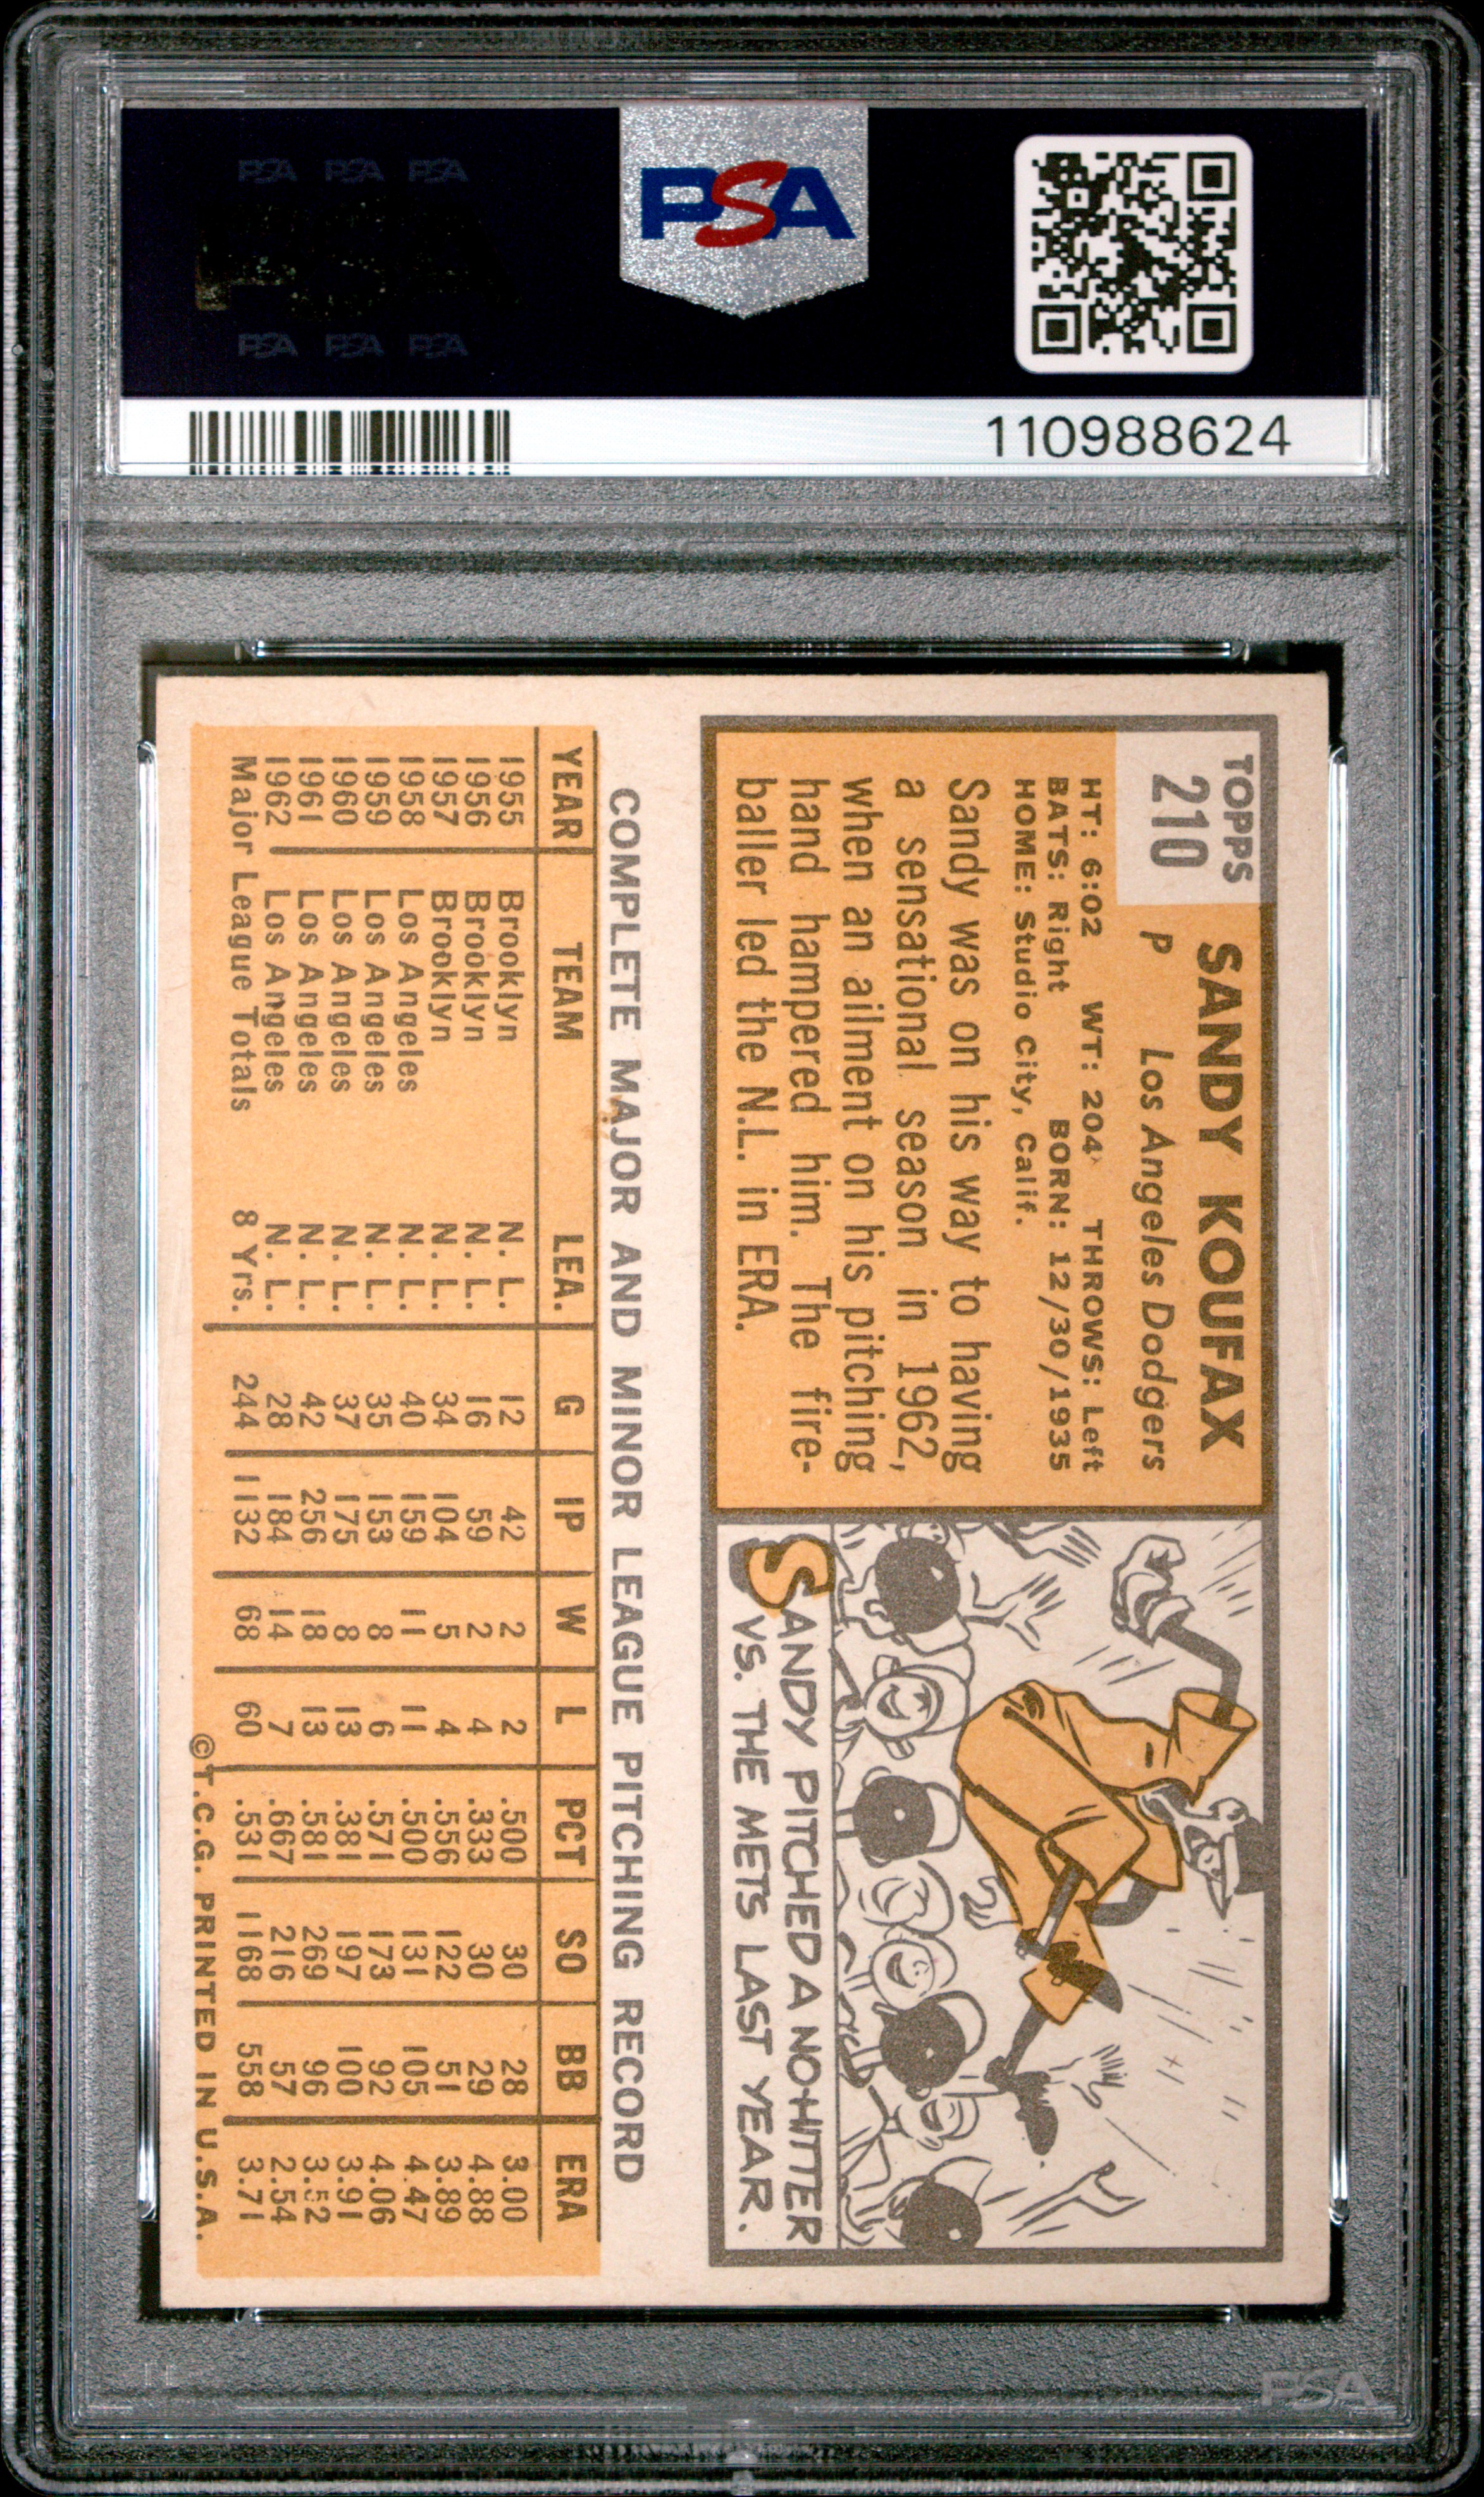 PSA PSA PSA
PSA
PSA
PSA PSA PSA
110988624
TOPPS
210
SANDY KOUFAX
P Los Angeles Dodgers
HT: 6:02 WT: 204 THROWS: Left
BATS: Right BORN: 12/30/1935
HOME: Studio City, Calif.
Sandy was on his way to having
a sensational season in 1962,
when an ailment on his pitching
hand hampered him. The fire-
baller led the N.L. in ERA.
SANDY PITCHED A NO-HITTER
VS. THE METS LAST YEAR.
COMPLETE MAJOR AND MINOR LEAGUE PITCHING RECORD
YEAR TEAM LEA. G IP W L PCT SO BB ERA
1955 Brooklyn N. L. 12 42 2 2 .500 30 28 3.00
1956 Brooklyn N. L. 16 59 2 4 .333 30 29 4.88
1957 Brooklyn N. L. 34 104 5 4 .556 122 51 3.89
1958 Los Angeles N. L. 40 159 11 11 .500 131 105 4.47
1959 Los Angeles N. L. 35 153 8 6 .571 173 92 4.06
1960 Los Angeles N. L. 37 175 8 13 .381 197 100 3.91
1961 Los Angeles N. L. 42 256 18 13 .581 269 96 3.52
1962 Los Angeles N. L. 28 184 14 7 .667 216 57 2.54
Major League Totals 8 Yrs. 244 1132 68 60 .531 1168 558 3.71
©T.C.G. PRINTED IN U.S.A.
PSA